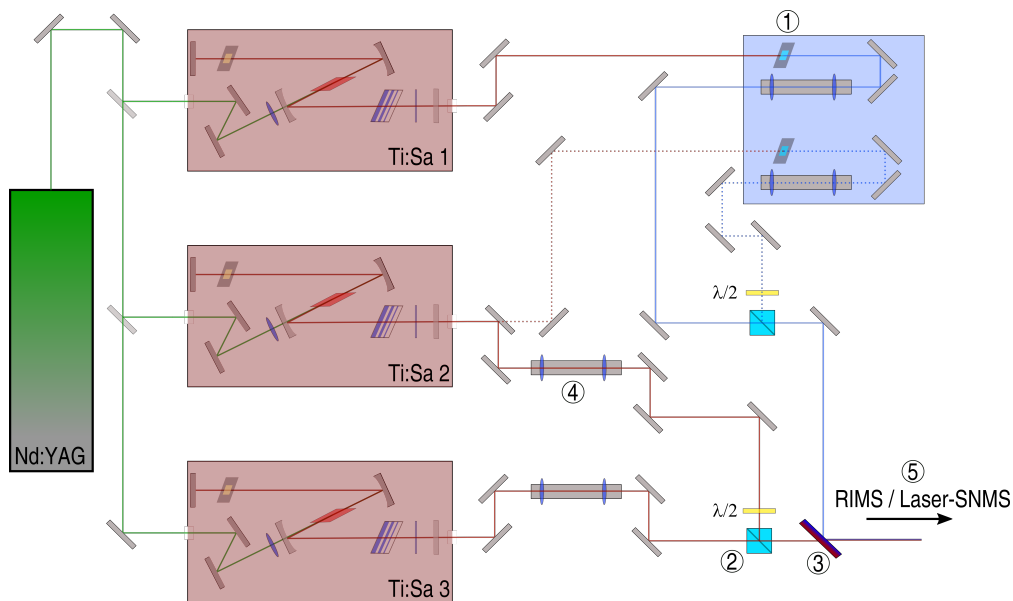 ①
Ti:Sa 1
λ/2
Ti:Sa 2
④
Nd:YAG
⑤
RIMS / Laser-SNMS
λ/2
②
③
Ti:Sa 3